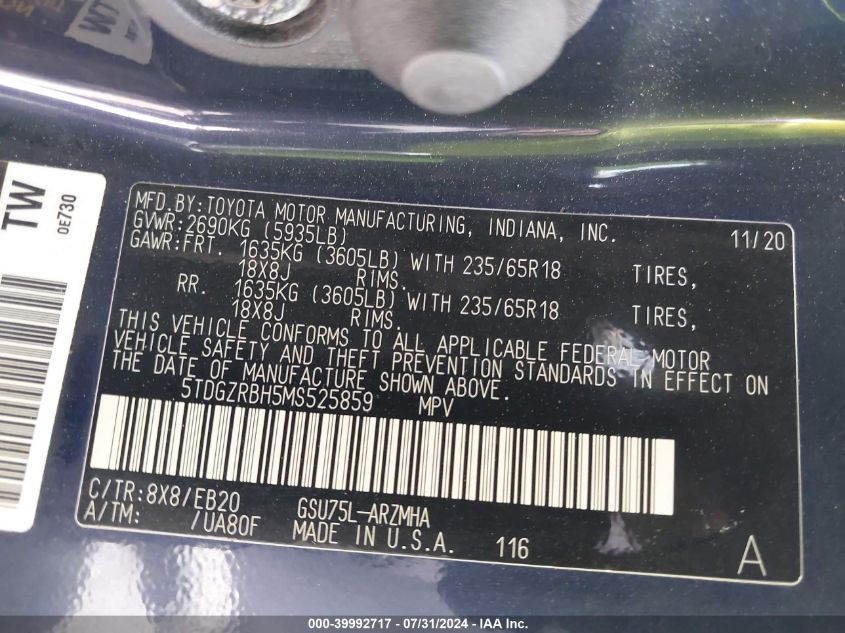 TW
0E730
MFD.BY:TOYOTA MOTOR MANUFACTURING, INDIANA, INC. 11/20
GVWR:2690KG (5935LB)
GAWR:FRT. 1635KG (3605LB) WITH 235/65R18 TIRES,
18X8J RIMS.
RR. 1635KG (3605LB) WITH 235/65R18 TIRES,
18X8J RIMS.
THIS VEHICLE CONFORMS TO ALL APPLICABLE FEDERAL MOTOR
VEHICLE SAFETY AND THEFT PREVENTION STANDARDS IN EFFECT ON
THE DATE OF MANUFACTURE SHOWN ABOVE.
5TDGZRBH5MS525859 MPV
C/TR:8X8/EB20 GSU75L-ARZMHA
A/TM: /UA80F MADE IN U.S.A. 116 A
000-39992717 - 07/31/2024 - IAA Inc.